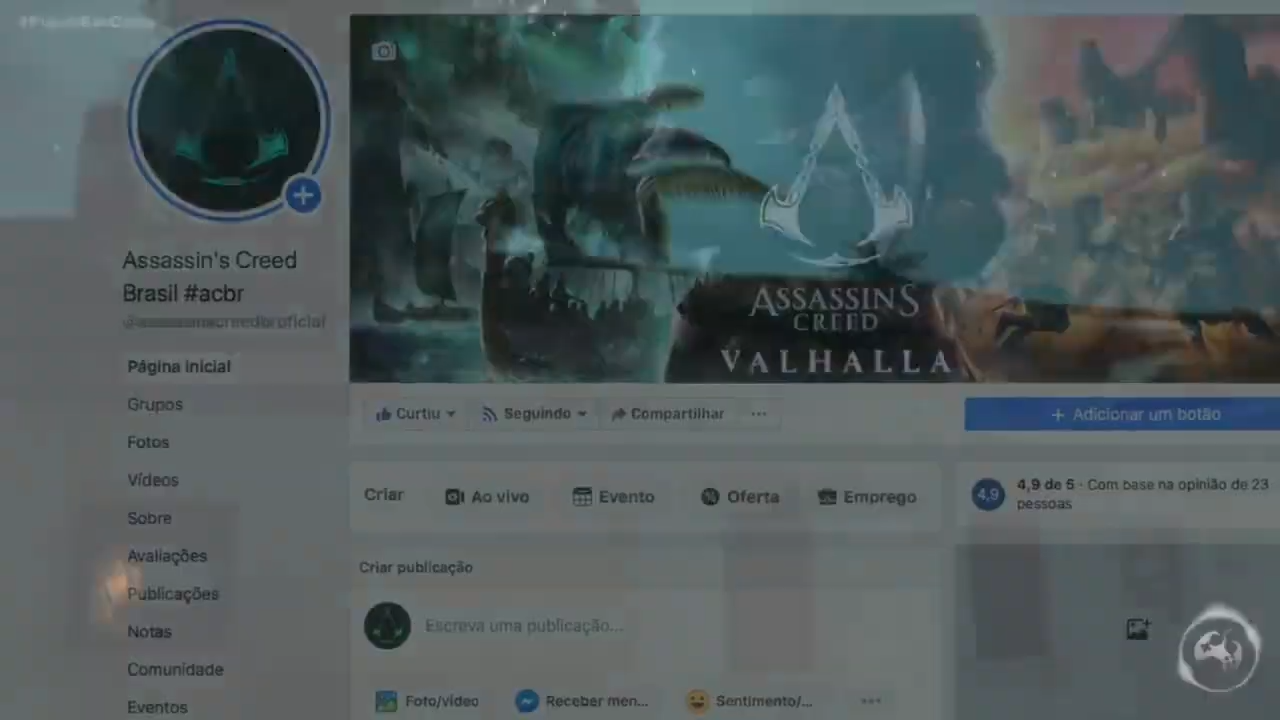 Assassin's Creed
Brasil #acbr
@assassinscreedbroficial
Página inicial
Grupos
Fotos
Vídeos
Sobre
Avaliações
Publicações
Notas
Comunidade
Eventos
ASSASSIN'S
CREED
VALHALLA
Curtiu
Seguindo
Compartilhar
Adicionar um botão
Criar
Ao vivo
Evento
Oferta
Emprego
4,9
4,9 de 5 · Com base na opinião de 23
pessoas
Criar publicação
Escreva uma publicação...
Foto/vídeo
Receber men...
Sentimento/...